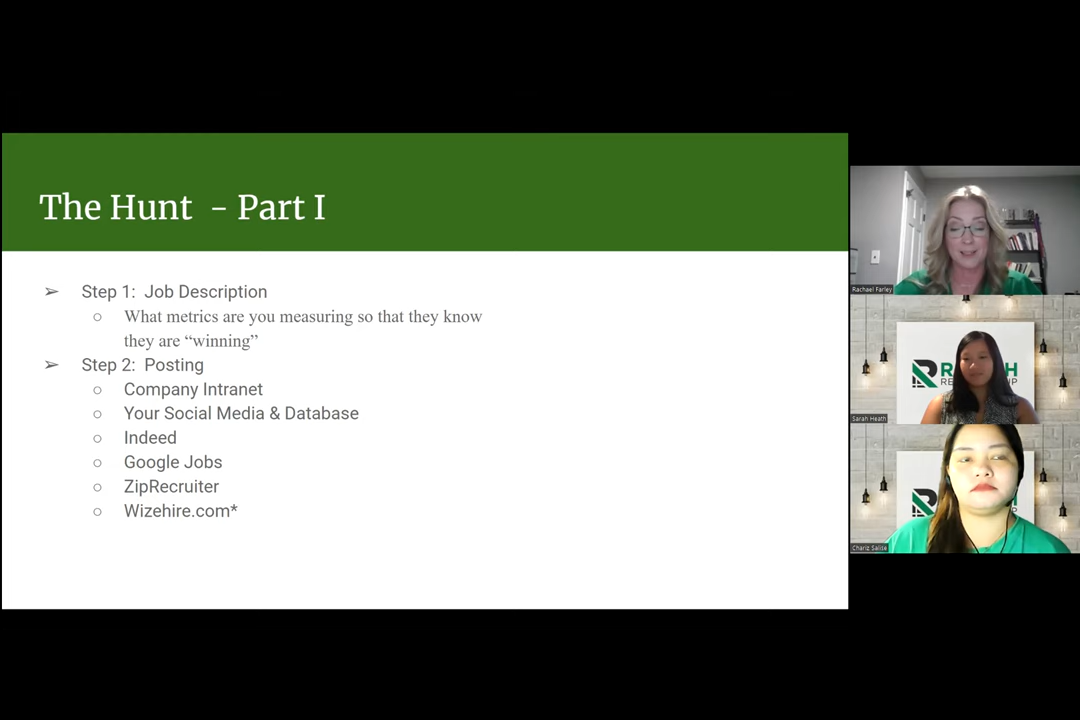 The Hunt - Part I
➢ Step 1: Job Description
○ What metrics are you measuring so that they know
they are “winning”
➢ Step 2: Posting
○ Company Intranet
○ Your Social Media & Database
○ Indeed
○ Google Jobs
○ ZipRecruiter
○ Wizehire.com*
Rachael Farley
Sarah Heath
Chariz Salise